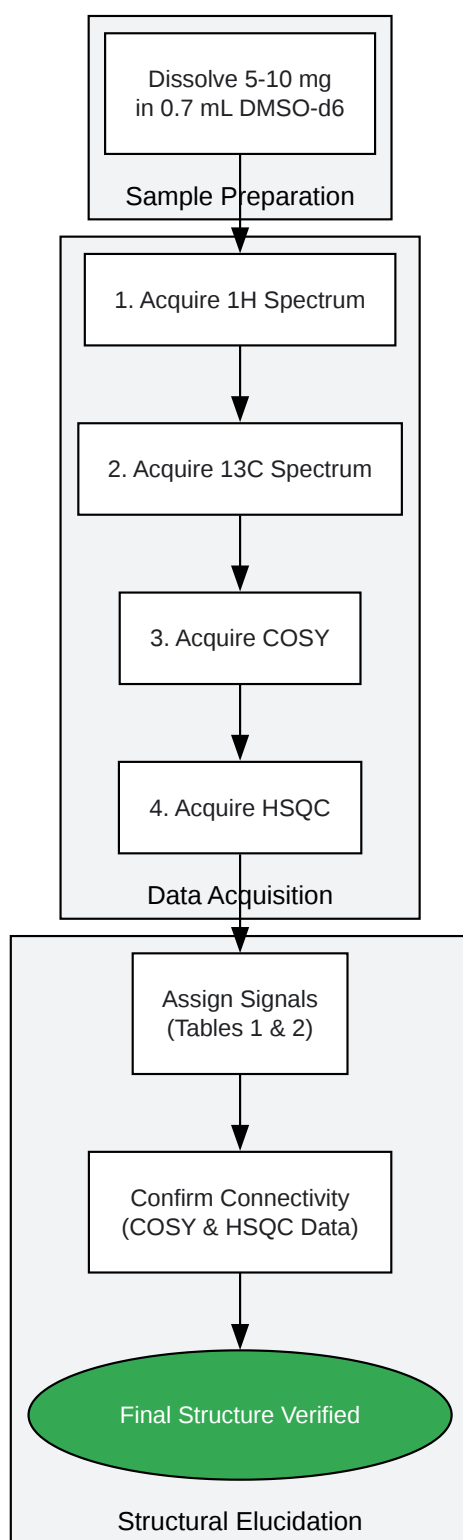 Dissolve 5-10 mg
in 0.7 mL DMSO-d6
Sample Preparation
1. Acquire 1H Spectrum
2. Acquire 13C Spectrum
3. Acquire COSY
4. Acquire HSQC
Data Acquisition
Assign Signals
(Tables 1 & 2)
Confirm Connectivity
(COSY & HSQC Data)
Final Structure Verified
Structural Elucidation